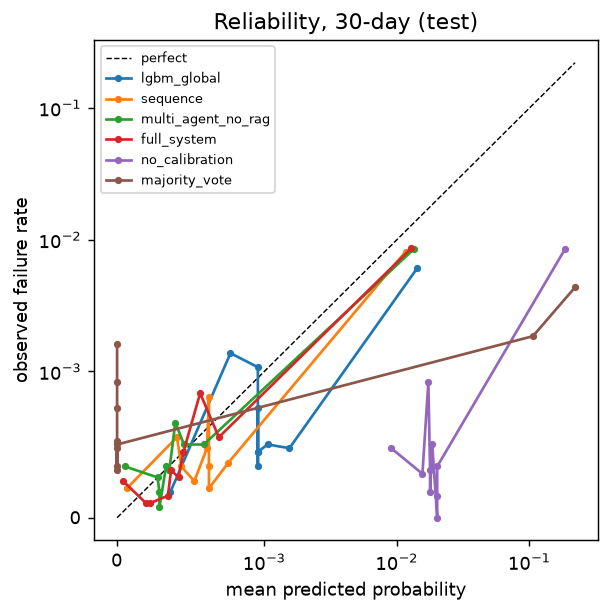 Reliability, 30-day (test)
perfect
lgbm_global
sequence
multi_agent_no_rag
full_system
no_calibration
majority_vote
observed failure rate
10⁻¹
10⁻²
10⁻³
0
0
10⁻³
10⁻²
10⁻¹
mean predicted probability